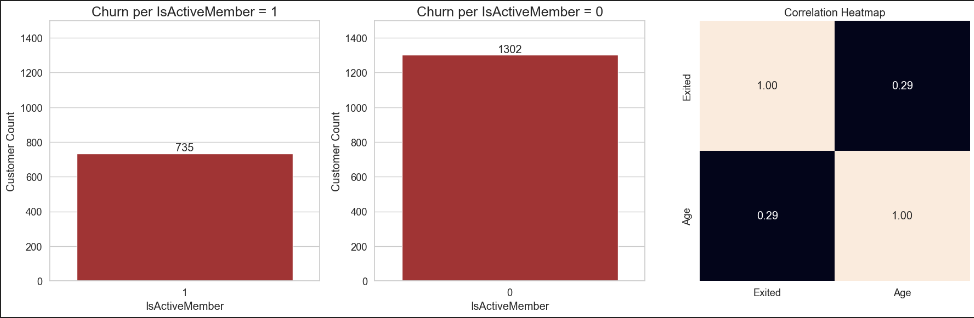 Churn per IsActiveMember = 1
1400
1200
1000
800
600
400
200
0
Customer Count
735
1
IsActiveMember
Churn per IsActiveMember = 0
1400
1200
1000
800
600
400
200
0
Customer Count
1302
0
IsActiveMember
Correlation Heatmap
Exited
1.00
0.29
Age
0.29
1.00
Exited
Age